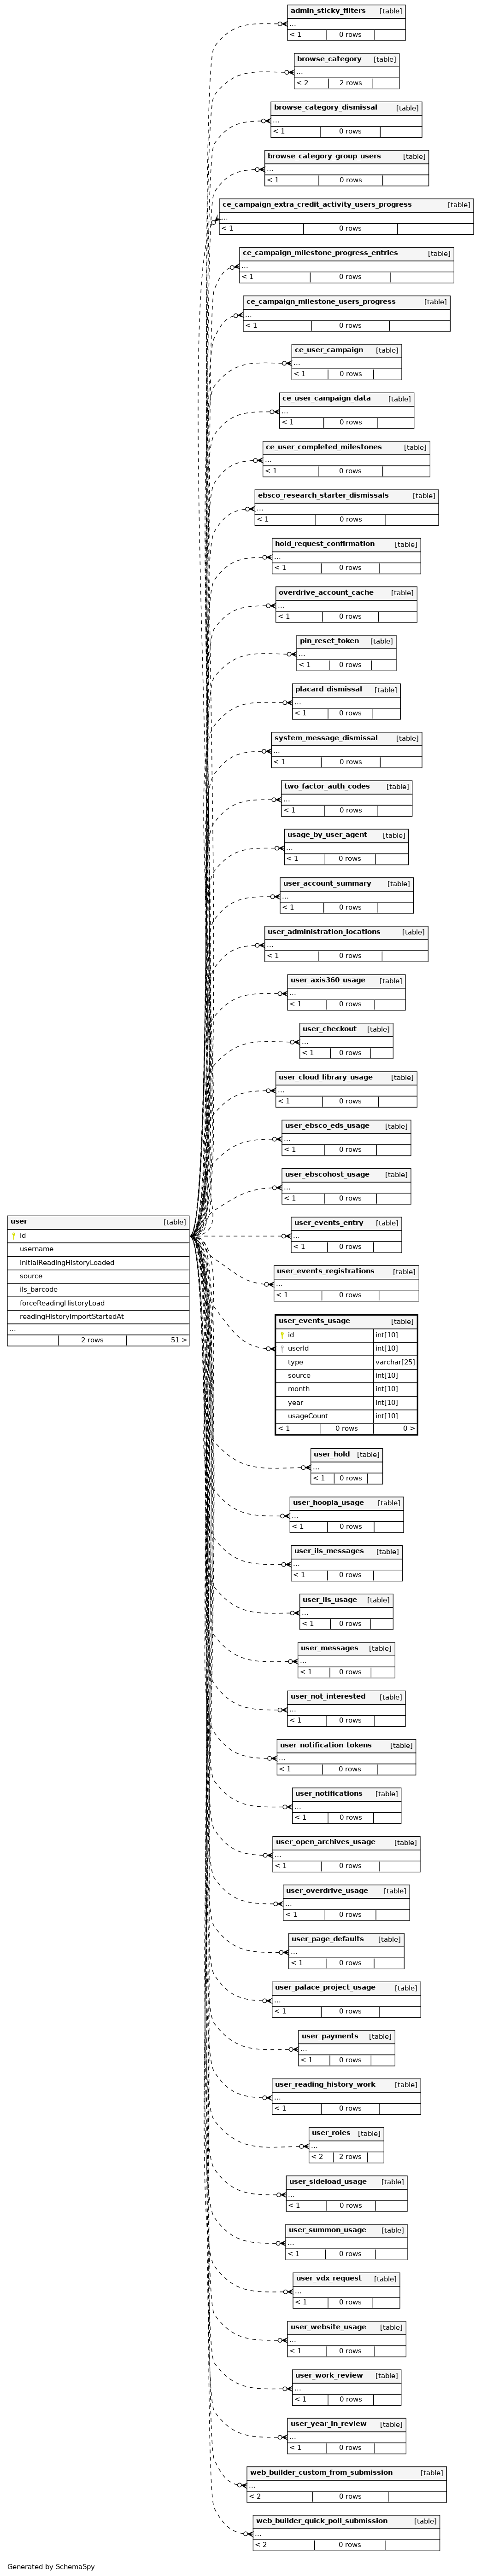 admin_sticky_filters [table]
...
< 1 0 rows
browse_category [table]
...
< 2 2 rows
browse_category_dismissal [table]
...
< 1 0 rows
browse_category_group_users [table]
...
< 1 0 rows
ce_campaign_extra_credit_activity_users_progress [table]
...
< 1 0 rows
ce_campaign_milestone_progress_entries [table]
...
< 1 0 rows
ce_campaign_milestone_users_progress [table]
...
< 1 0 rows
ce_user_campaign [table]
...
< 1 0 rows
ce_user_campaign_data [table]
...
< 1 0 rows
ce_user_completed_milestones [table]
...
< 1 0 rows
ebsco_research_starter_dismissals [table]
...
< 1 0 rows
hold_request_confirmation [table]
...
< 1 0 rows
overdrive_account_cache [table]
...
< 1 0 rows
pin_reset_token [table]
...
< 1 0 rows
placard_dismissal [table]
...
< 1 0 rows
system_message_dismissal [table]
...
< 1 0 rows
two_factor_auth_codes [table]
...
< 1 0 rows
usage_by_user_agent [table]
...
< 1 0 rows
user_account_summary [table]
...
< 1 0 rows
user_administration_locations [table]
...
< 1 0 rows
user_axis360_usage [table]
...
< 1 0 rows
user_checkout [table]
...
< 1 0 rows
user_cloud_library_usage [table]
...
< 1 0 rows
user_ebsco_eds_usage [table]
...
< 1 0 rows
user_ebscohost_usage [table]
...
< 1 0 rows
user [table]
id
username
initialReadingHistoryLoaded
source
ils_barcode
forceReadingHistoryLoad
readingHistoryImportStartedAt
...
2 rows 51 >
user_events_entry [table]
...
< 1 0 rows
user_events_registrations [table]
...
< 1 0 rows
user_events_usage [table]
id int[10]
userId int[10]
type varchar[25]
source int[10]
month int[10]
year int[10]
usageCount int[10]
< 1 0 rows 0 >
user_hold [table]
...
< 1 0 rows
user_hoopla_usage [table]
...
< 1 0 rows
user_ils_messages [table]
...
< 1 0 rows
user_ils_usage [table]
...
< 1 0 rows
user_messages [table]
...
< 1 0 rows
user_not_interested [table]
...
< 1 0 rows
user_notification_tokens [table]
...
< 1 0 rows
user_notifications [table]
...
< 1 0 rows
user_open_archives_usage [table]
...
< 1 0 rows
user_overdrive_usage [table]
...
< 1 0 rows
user_page_defaults [table]
...
< 1 0 rows
user_palace_project_usage [table]
...
< 1 0 rows
user_payments [table]
...
< 1 0 rows
user_reading_history_work [table]
...
< 1 0 rows
user_roles [table]
...
< 2 2 rows
user_sideload_usage [table]
...
< 1 0 rows
user_summon_usage [table]
...
< 1 0 rows
user_vdx_request [table]
...
< 1 0 rows
user_website_usage [table]
...
< 1 0 rows
user_work_review [table]
...
< 1 0 rows
user_year_in_review [table]
...
< 1 0 rows
web_builder_custom_from_submission [table]
...
< 2 0 rows
web_builder_quick_poll_submission [table]
...
< 2 0 rows
Generated by SchemaSpy